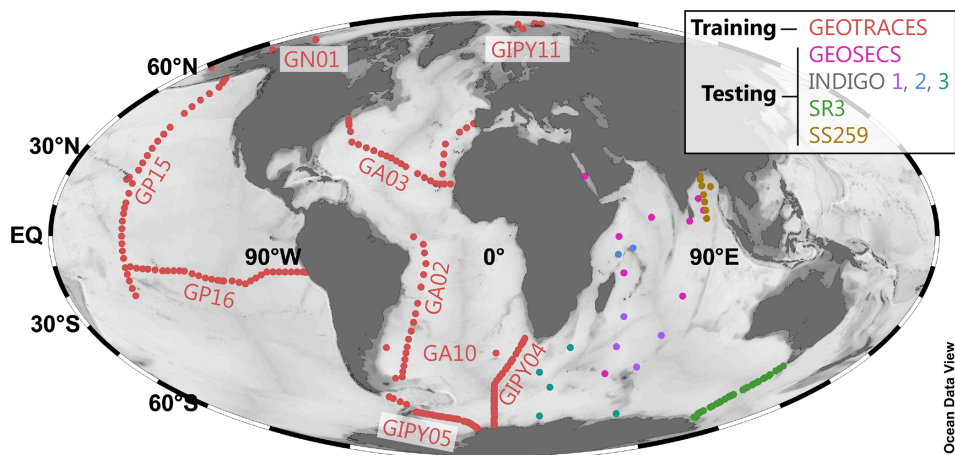 Training — GEOTRACES
Testing — GEOSECS
INDIGO 1, 2, 3
SR3
SS259
60°N
30°N
EQ
30°S
60°S
90°W
0°
90°E
GN01
GIPY11
GP15
GA03
GP16
GA02
GA10
GIPY04
GIPY05
Ocean Data View